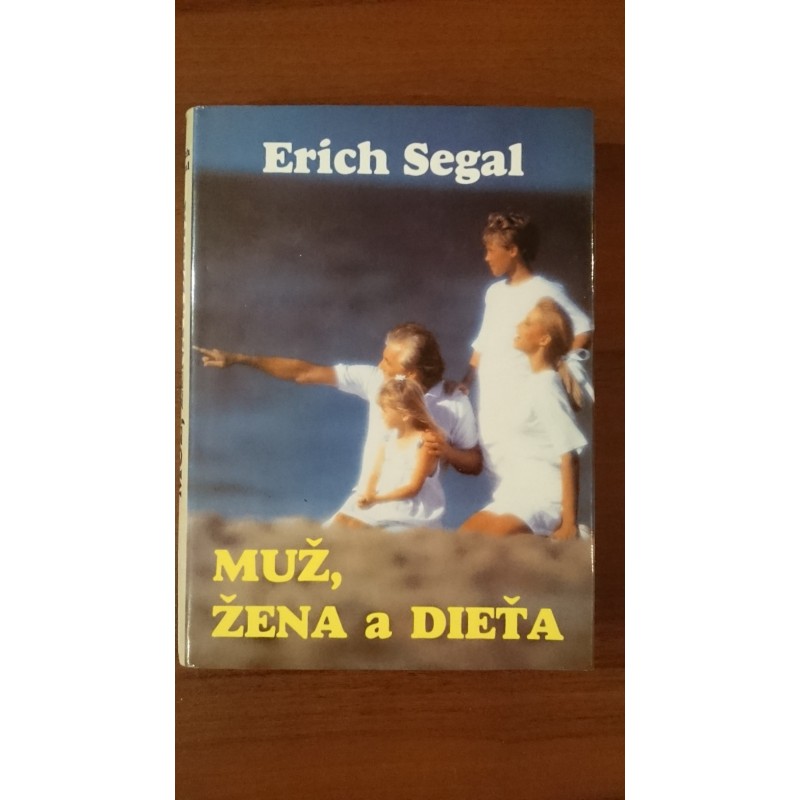 Erich Segal
MUŽ,
ŽENA a DIEŤA